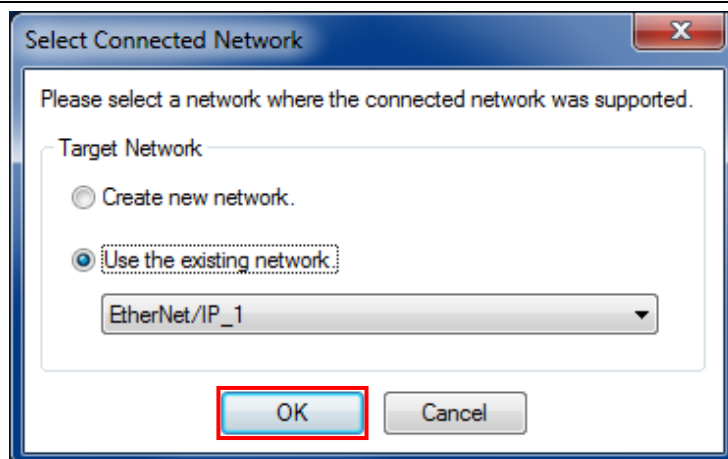 Select Connected Network
Please select a network where the connected network was supported.
Target Network
Create new network.
Use the existing network.
EtherNet/IP_1
OK
Cancel